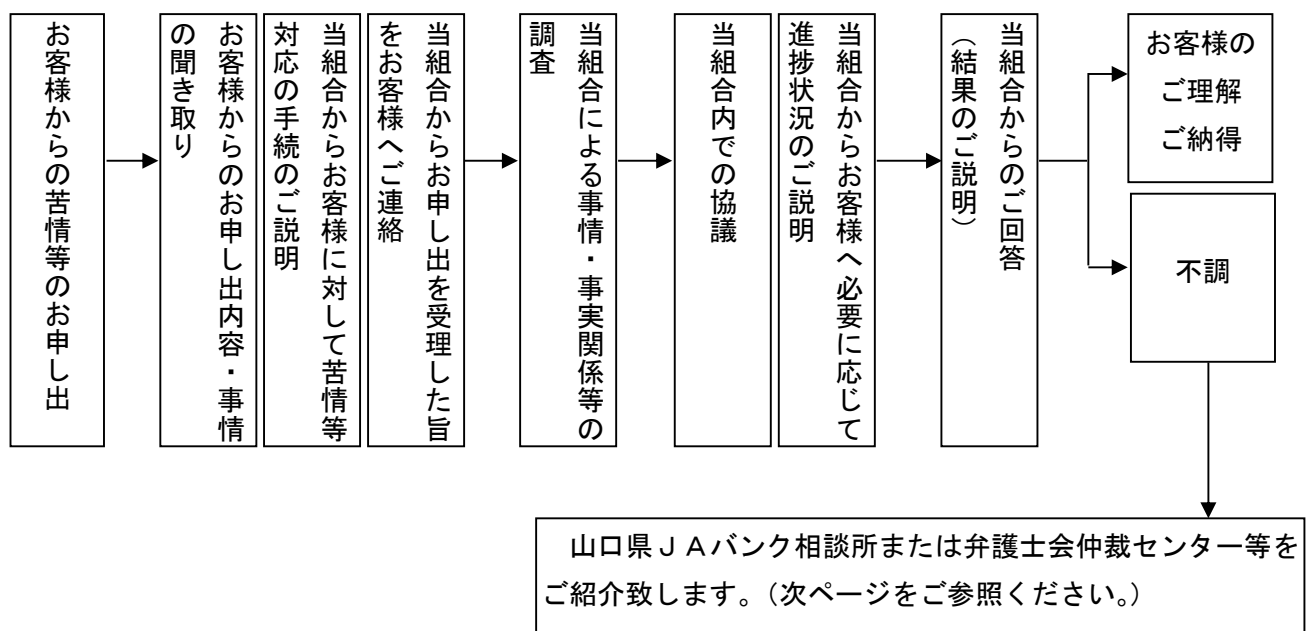 お客様からの苦情等のお申し出
お客様からのお申し出内容・事情
の聞き取り
当組合からお客様に対して苦情等
対応の手続のご説明
当組合からお申し出を受理した旨
をお客様へご連絡
当組合による事情・事実関係等の
調査
当組合内での協議
当組合からお客様へ必要に応じて
進捗状況のご説明
当組合からのご回答
（結果のご説明）
お客様の
ご理解
ご納得
不調
山口県ＪＡバンク相談所または弁護士会仲裁センター等を
ご紹介致します。（次ページをご参照ください。）